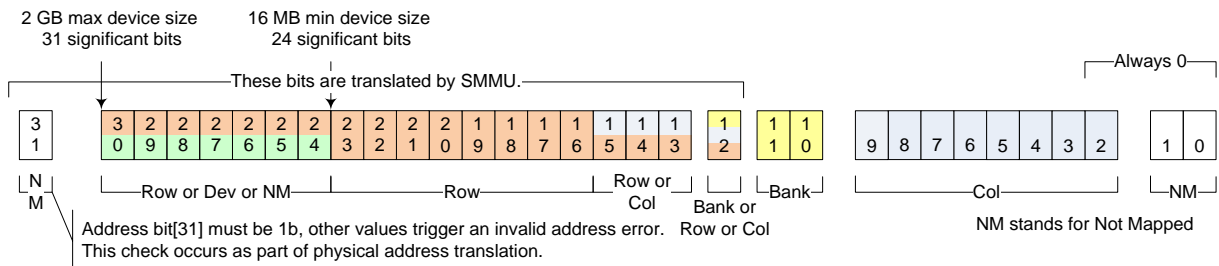 2 GB max device size
31 significant bits
16 MB min device size
24 significant bits
These bits are translated by SMMU.
Always 0
3 3 2 2 2 2 2 2 2 2 2 2 1 1 1 1 1 1 1 1 1 1
1 0 9 8 7 6 5 4 3 2 1 0 9 8 7 6 5 4 3 2 1 0 9 8 7 6 5 4 3 2 1 0
N
M
Row or Dev or NM
Row
Row or
Col
Bank or
Row or Col
Bank
Col
NM
Address bit[31] must be 1b, other values trigger an invalid address error.
This check occurs as part of physical address translation.
NM stands for Not Mapped